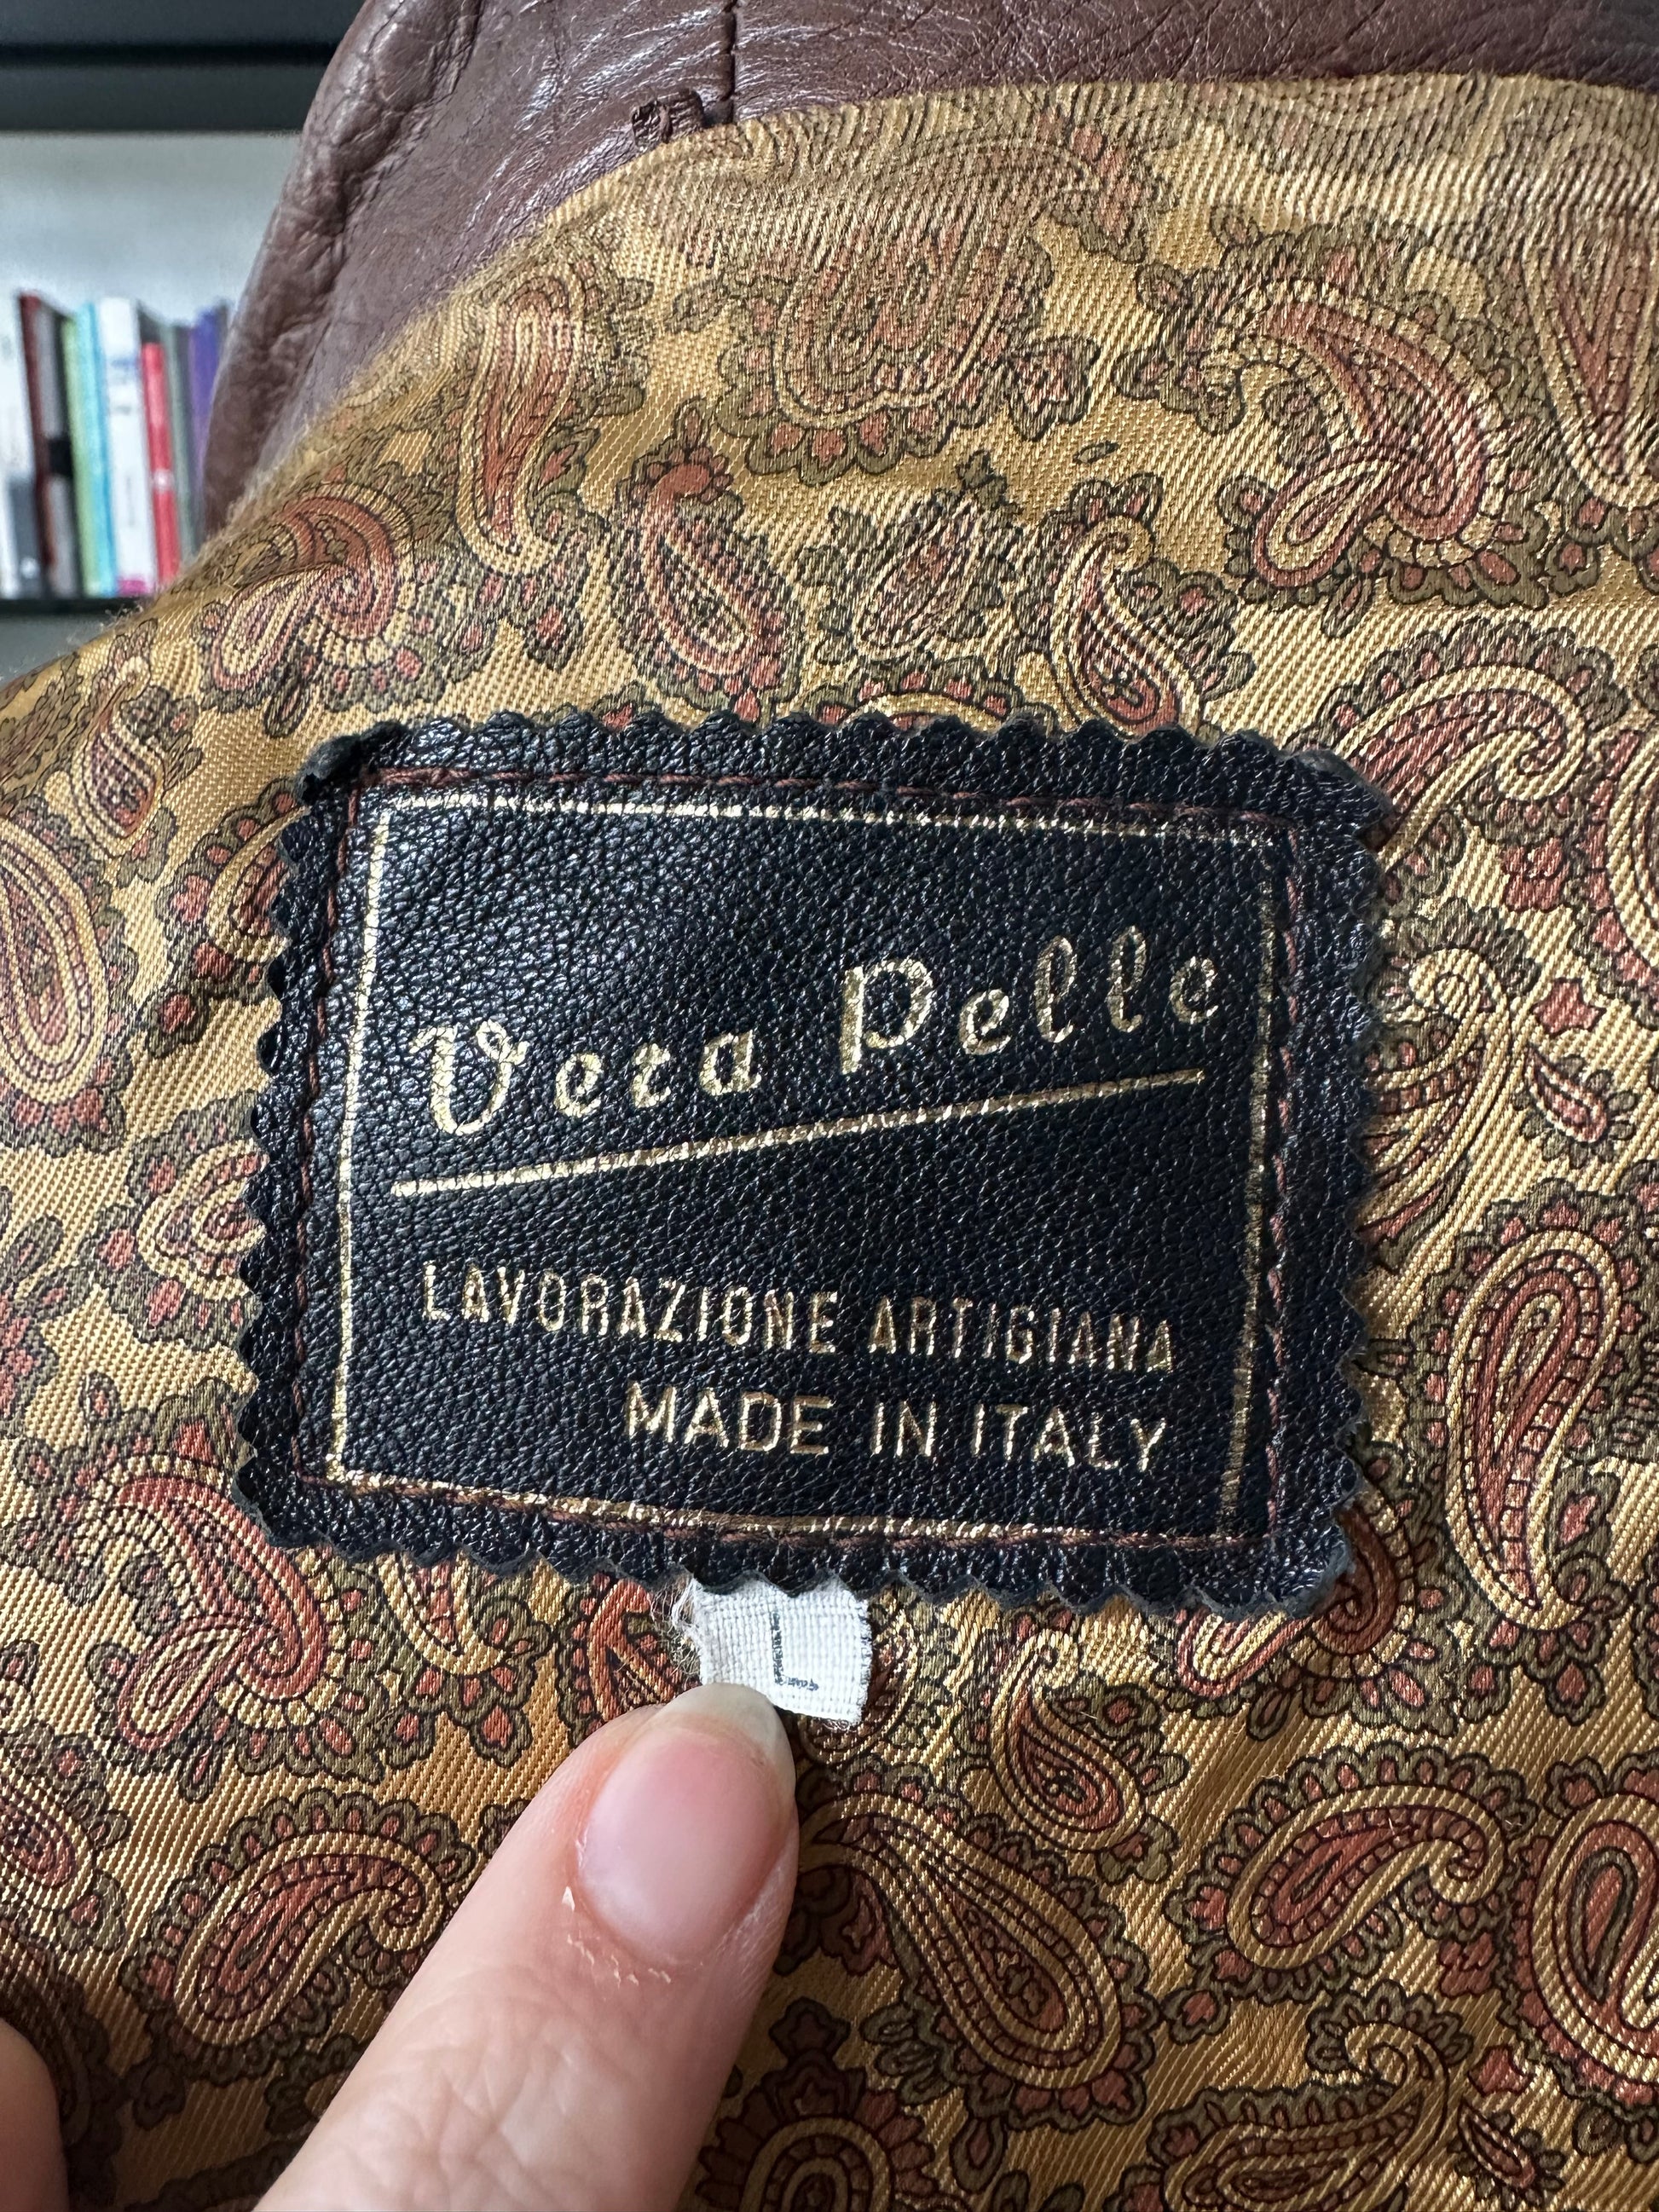 Vera Pelle
LAVORAZIONE ARTIGIANA
MADE IN ITALY
L